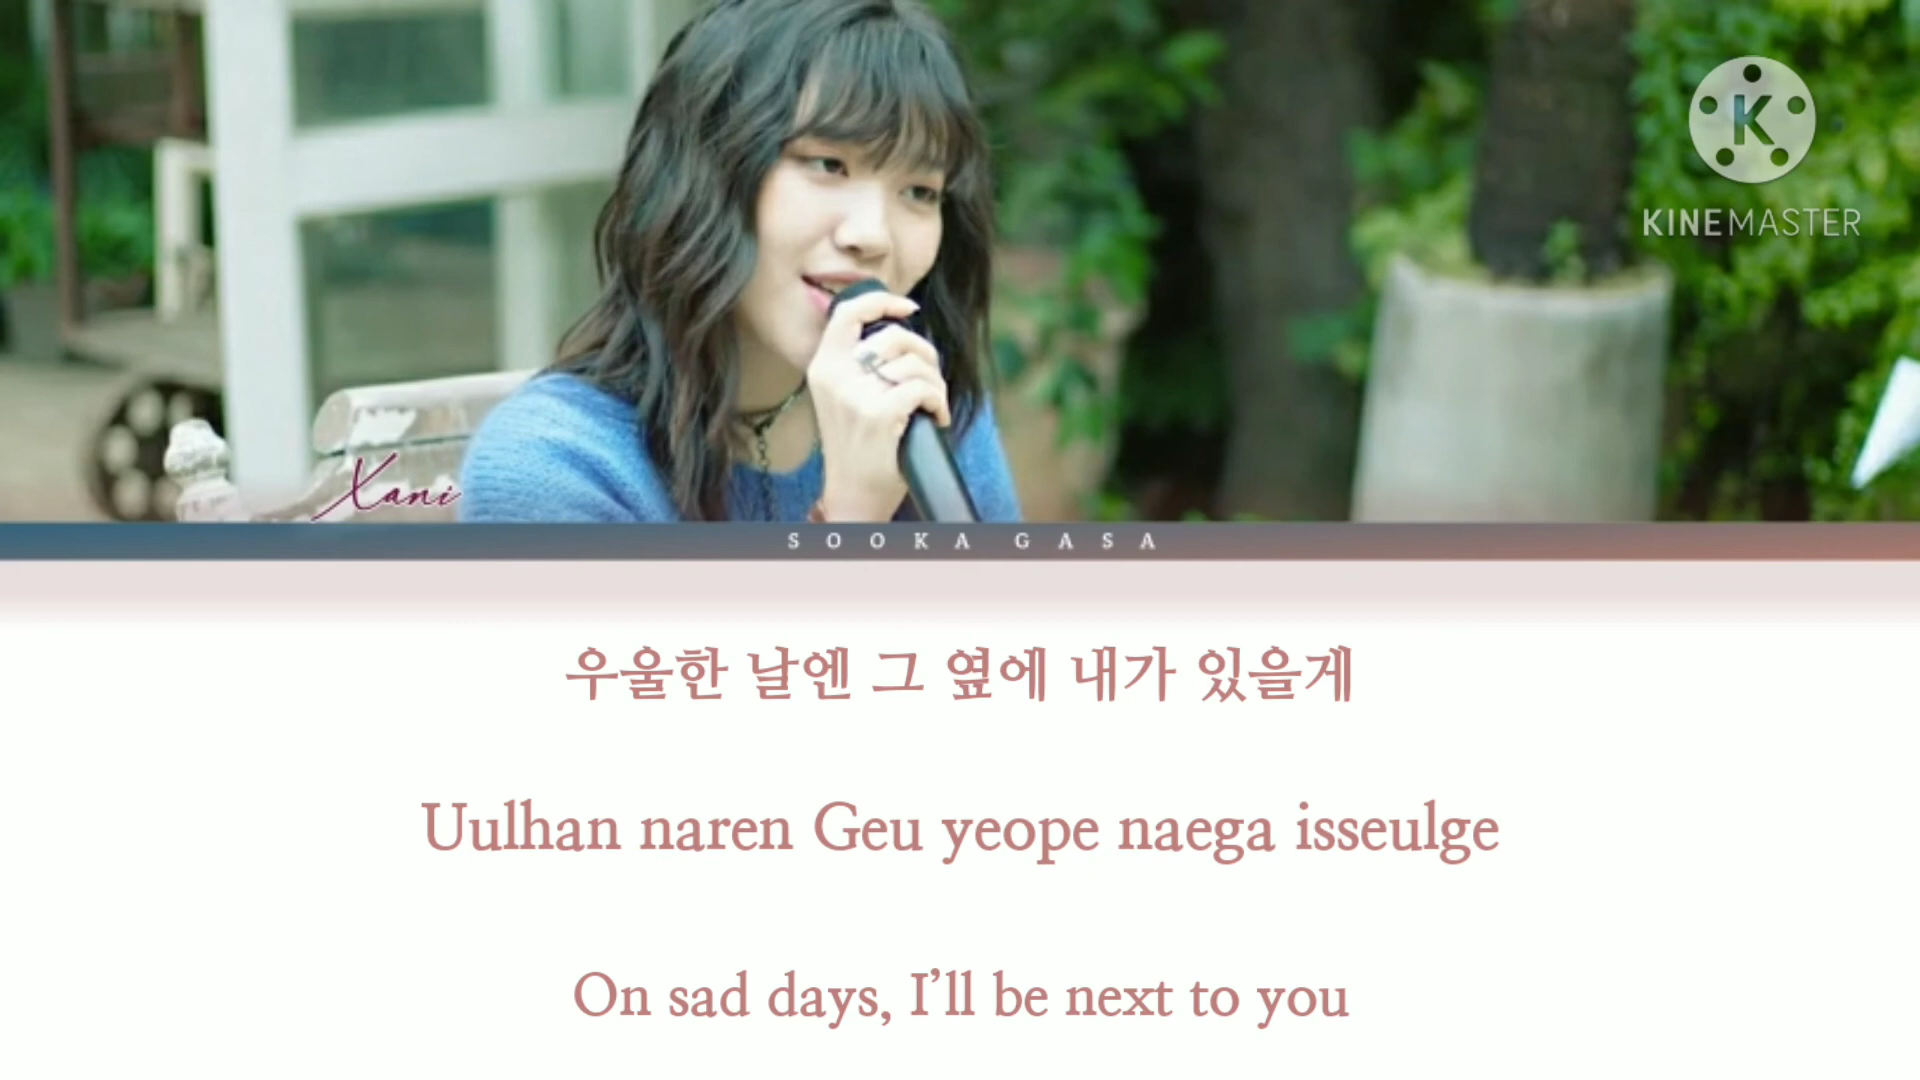 K
KINEMASTER
Xani
SOOKA GASA
우울한 날엔 그 옆에 내가 있을게
Uulhan naren Geu yeope naega isseulge
On sad days, I’ll be next to you